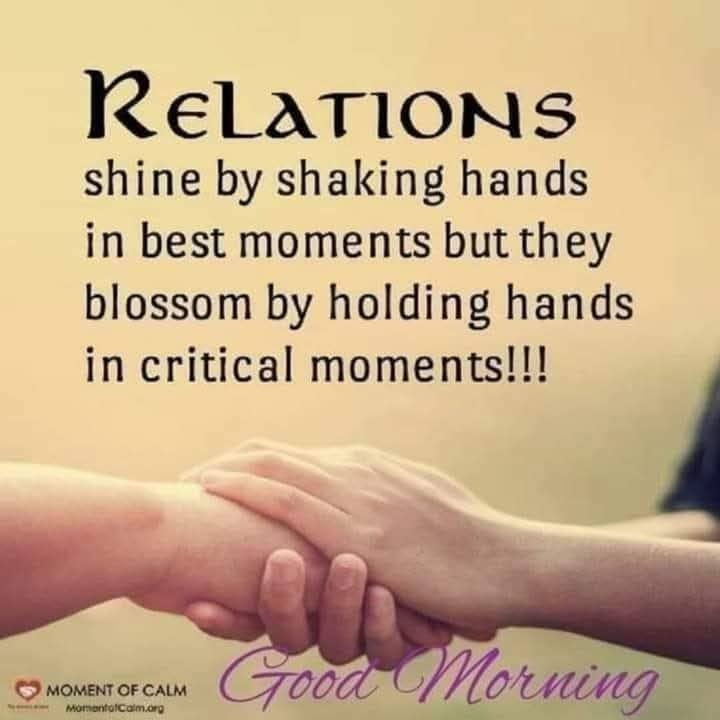 RELATIONS
shine by shaking hands
in best moments but they
blossom by holding hands
in critical moments!!!
Good Morning
MOMENT OF CALM
MomentofCalm.org